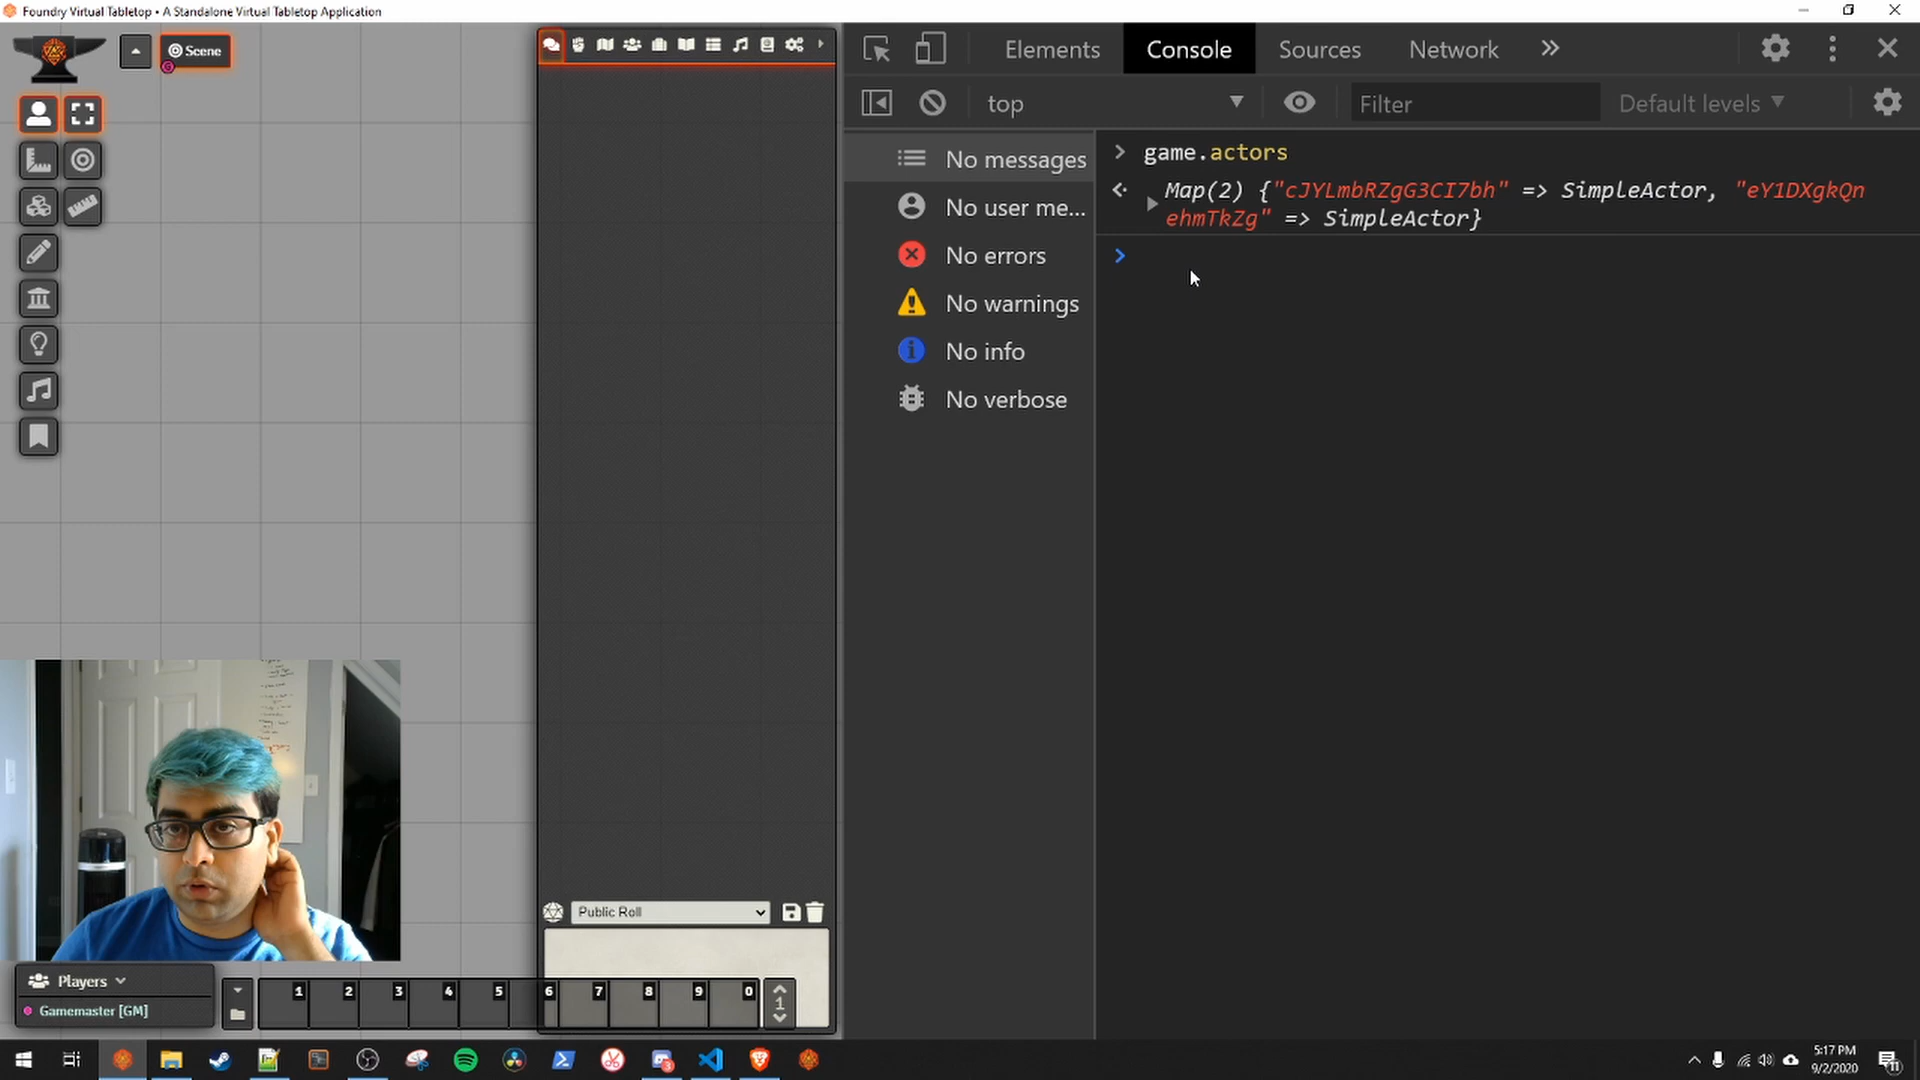 Foundry Virtual Tabletop • A Standalone Virtual Tabletop Application
Scene
G
Elements
Console
Sources
Network
top
Filter
Default levels
No messages
No user me...
No errors
No warnings
No info
No verbose
game.actors
Map(2) {"cJYLmbRZgG3CI7bh" => SimpleActor, "eY1DXgkQn
ehmTkZg" => SimpleActor}
Public Roll
Players
Gamemaster [GM]
1 2 3 4 5 6 7 8 9 0
1
5:17 PM
9/2/2020